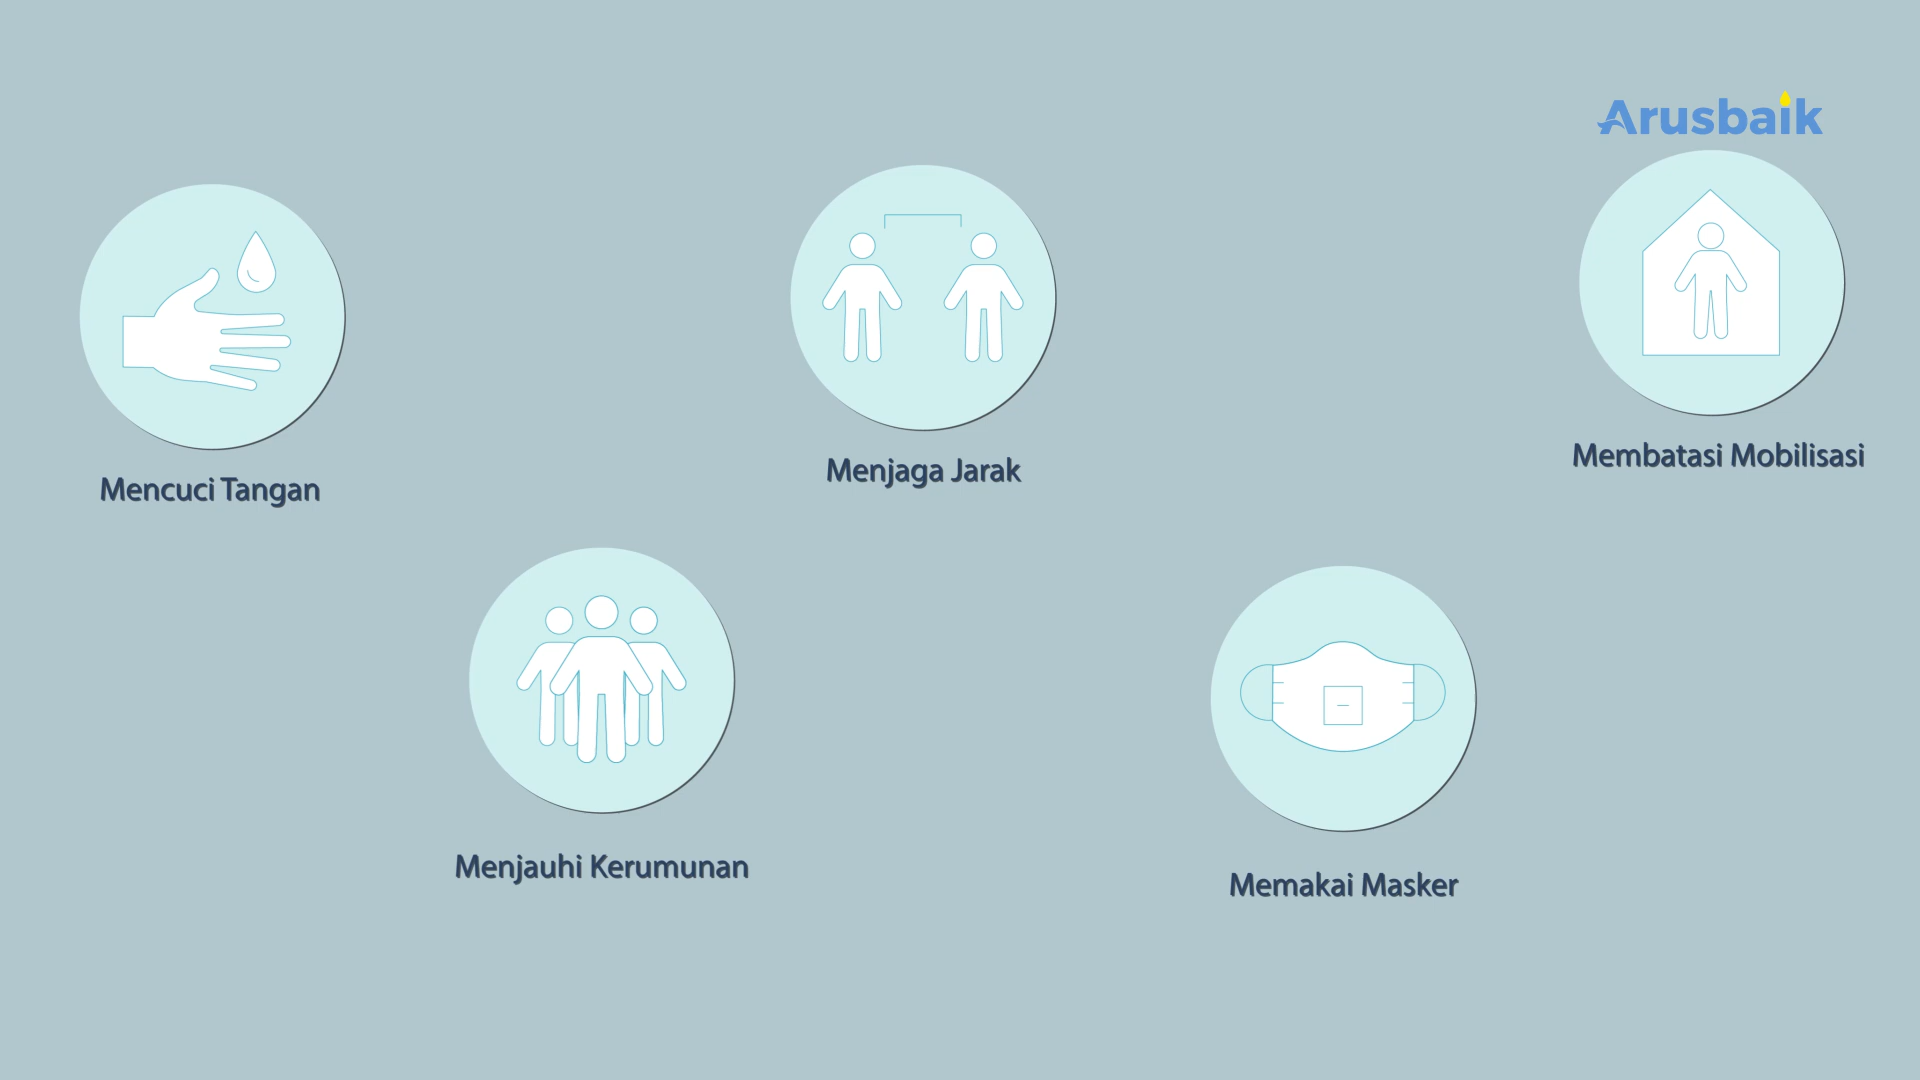 Arusbaik
Mencuci Tangan
Menjaga Jarak
Membatasi Mobilisasi
Menjauhi Kerumunan
Memakai Masker